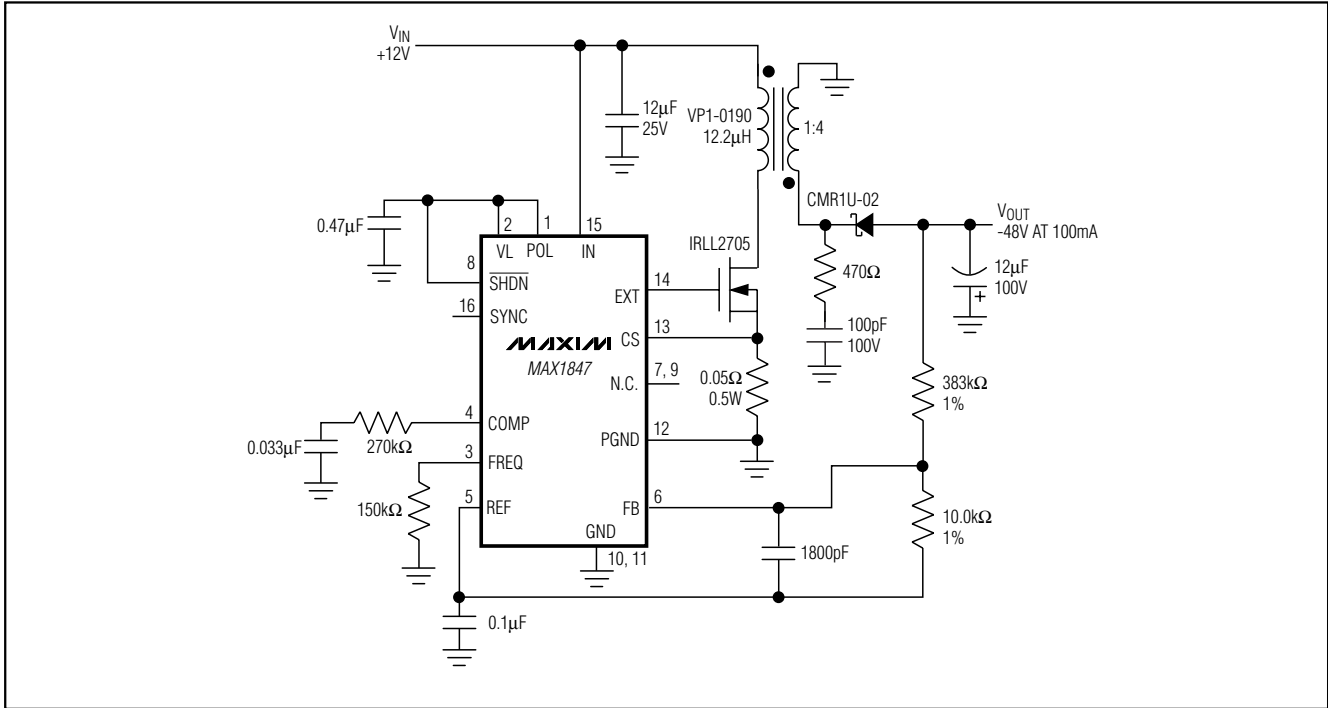 VIN
+12V
12µF
25V
VP1-0190
12.2µH
1:4
CMR1U-02
VOUT
-48V AT 100mA
0.47µF
2
1
15
VL
POL
IN
IRLL2705
470Ω
12µF
100V
+
8
SHDN
14
EXT
16
SYNC
13
CS
100pF
100V
MAXIM
MAX1847
7, 9
N.C.
0.05Ω
0.5W
383kΩ
1%
4
COMP
12
PGND
0.033µF
270kΩ
3
FREQ
5
REF
6
FB
150kΩ
10.0kΩ
1%
GND
10, 11
1800pF
0.1µF